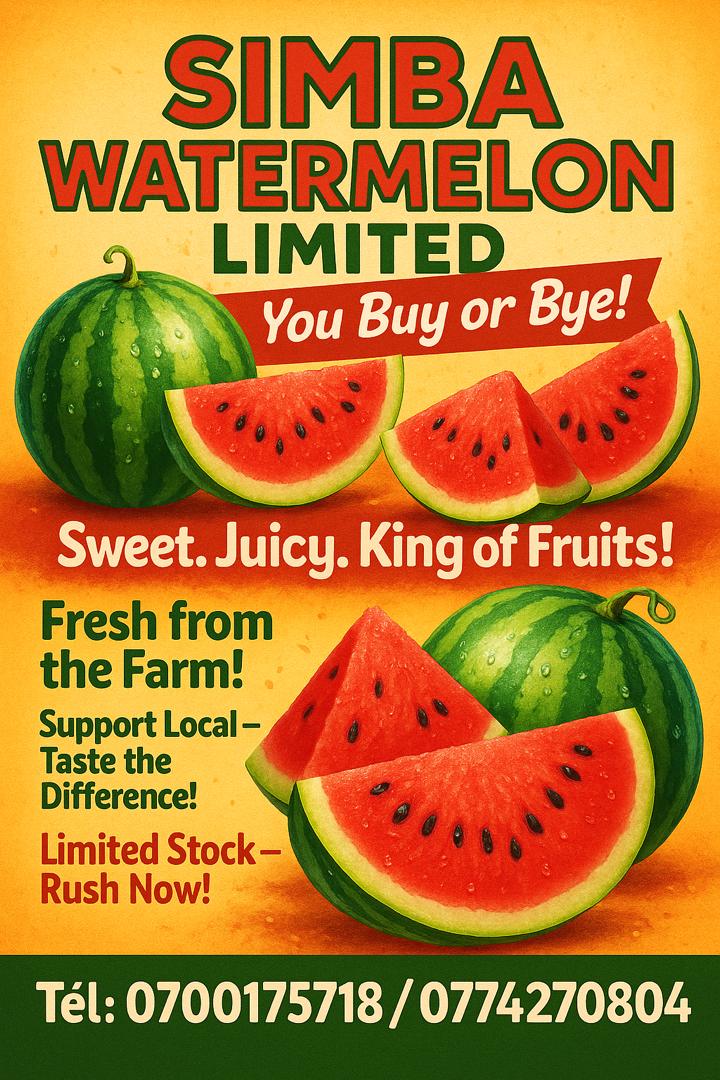 SIMBA
WATERMELON
LIMITED
You Buy or Bye!
Sweet. Juicy. King of Fruits!
Fresh from
the Farm!
Support Local –
Taste the
Difference!
Limited Stock –
Rush Now!
Tél: 0700175718 / 0774270804